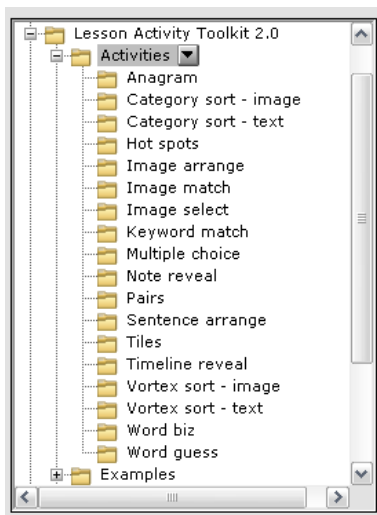 Lesson Activity Toolkit 2.0
Activities
Anagram
Category sort - image
Category sort - text
Hot spots
Image arrange
Image match
Image select
Keyword match
Multiple choice
Note reveal
Pairs
Sentence arrange
Tiles
Timeline reveal
Vortex sort - image
Vortex sort - text
Word biz
Word guess
Examples